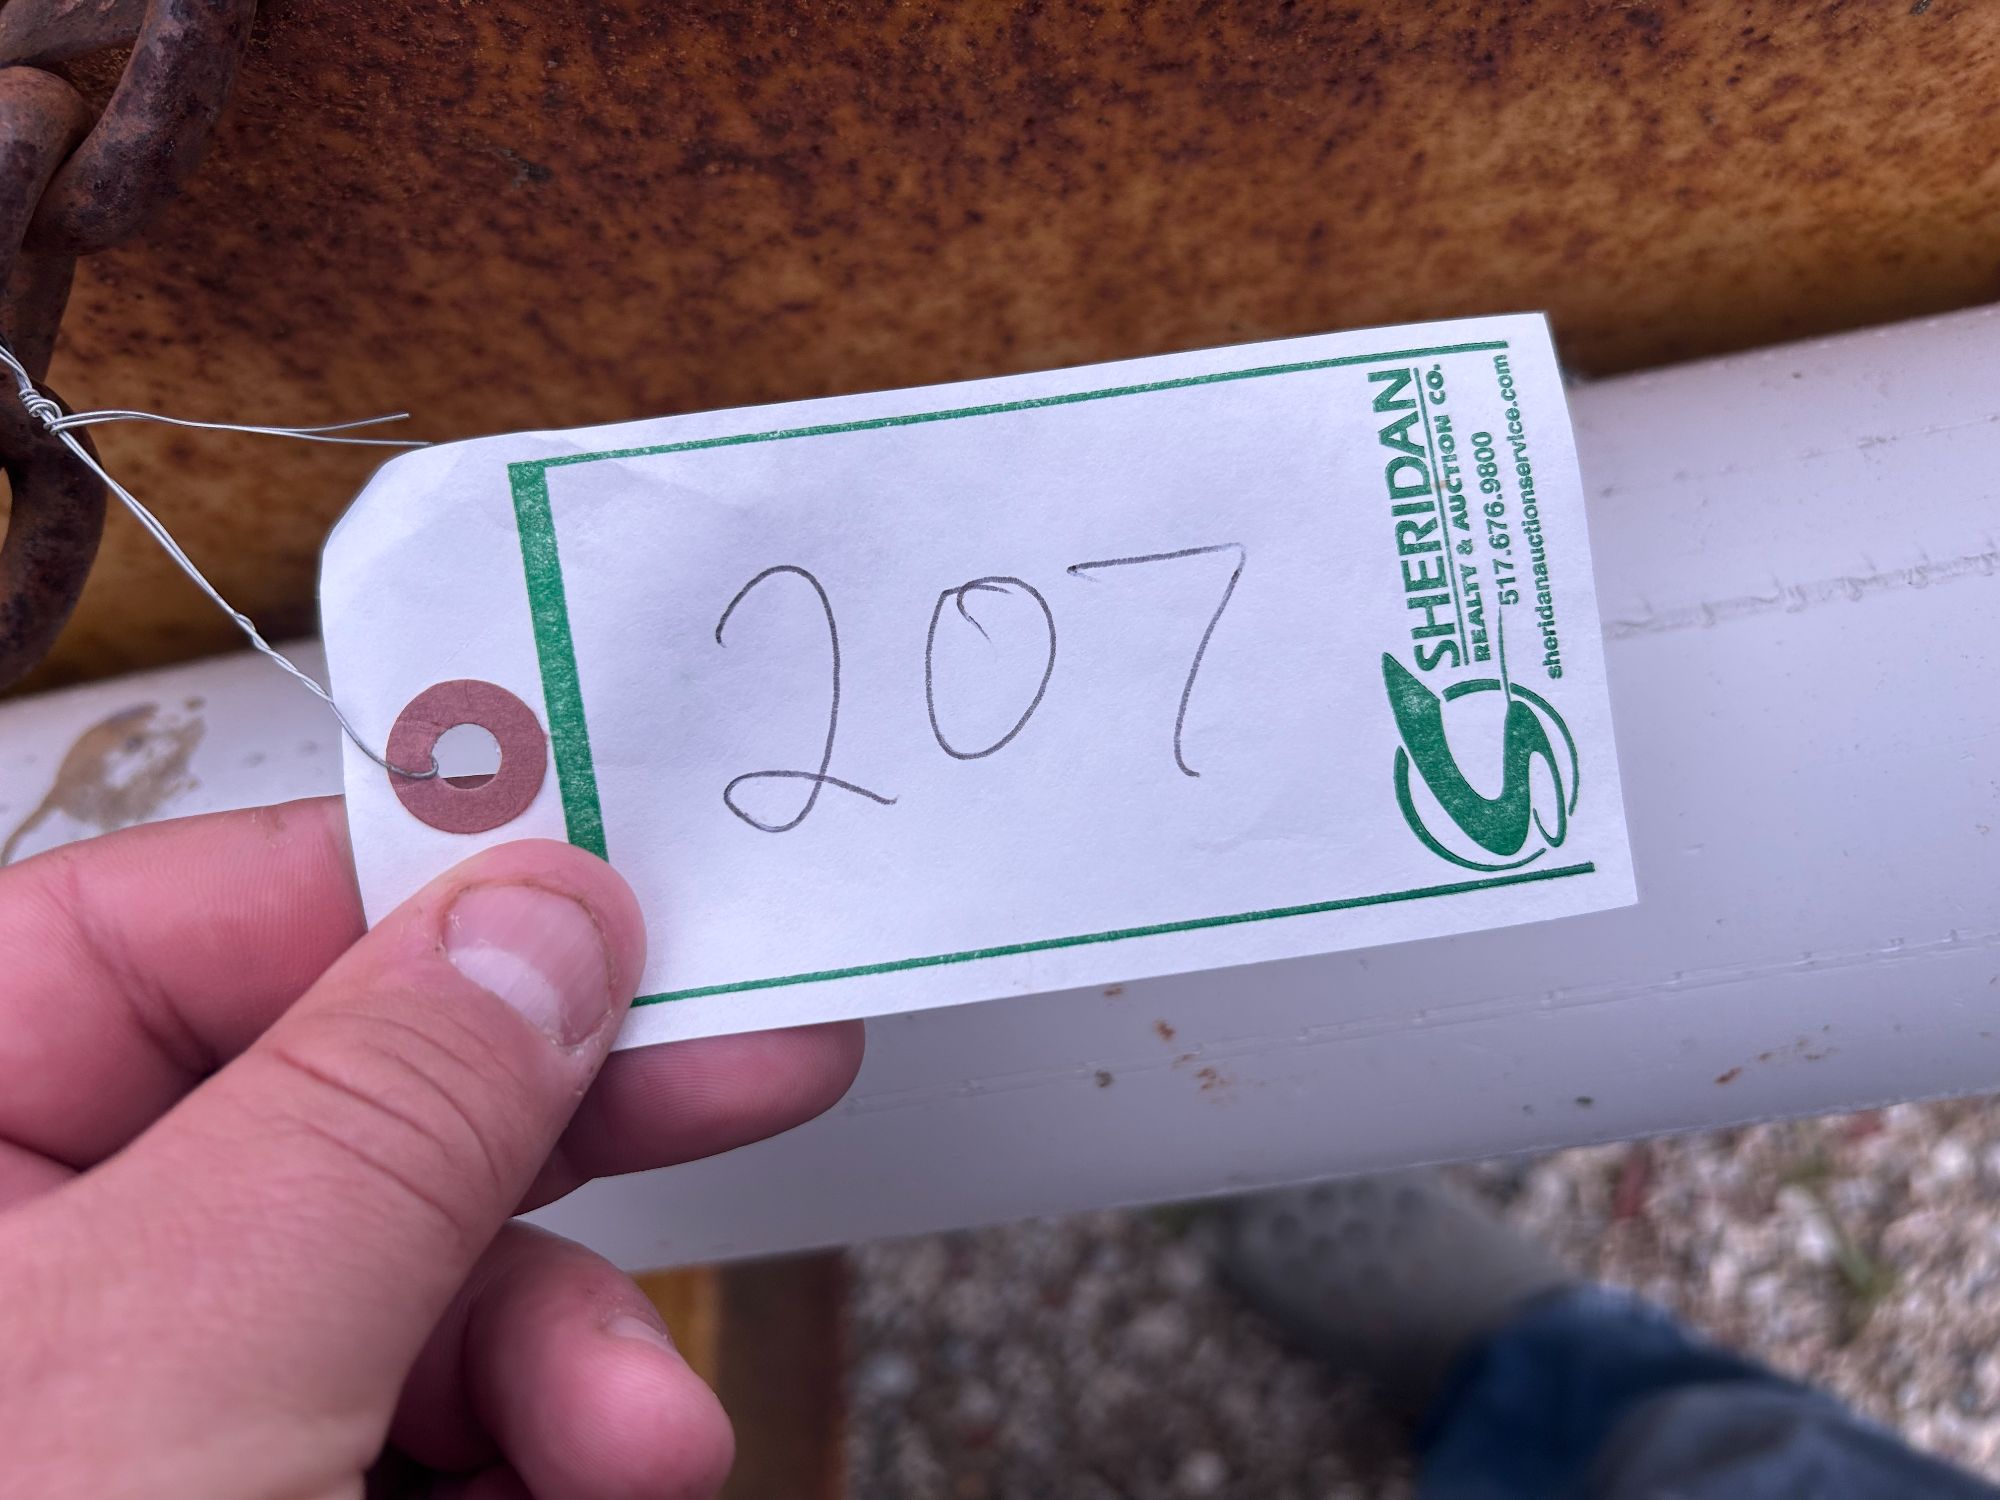 207
SHERIDAN
REALTY & AUCTION CO.
517.676.9800
sheridanauctionservice.com